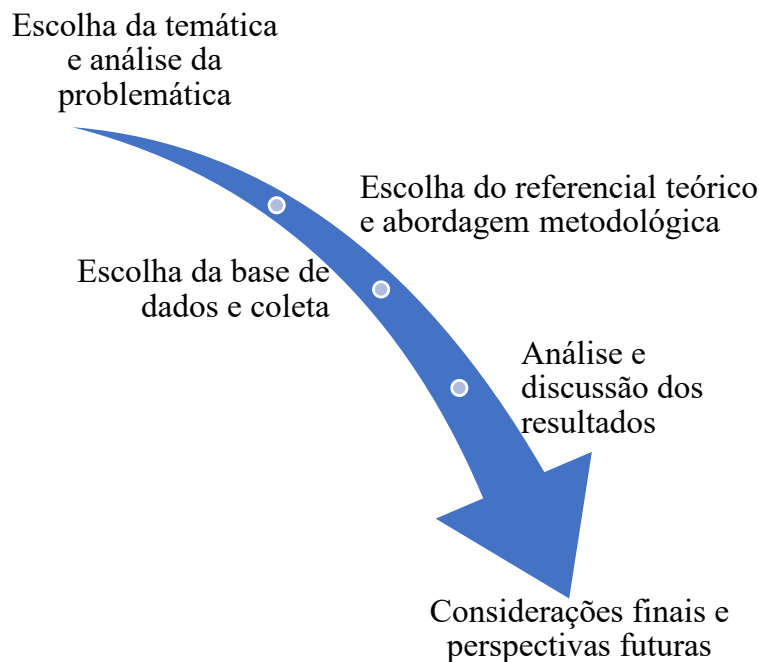 Escolha da temática
e análise da
problemática
Escolha do referencial teórico
e abordagem metodológica
Escolha da base de
dados e coleta
Análise e
discussão dos
resultados
Considerações finais e
perspectivas futuras